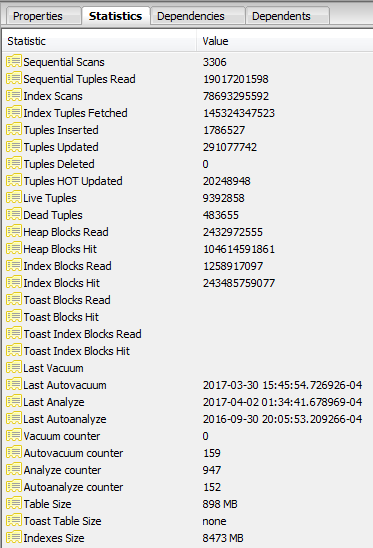 Properties Statistics Dependencies Dependents
Statistic Value
Sequential Scans 3306
Sequential Tuples Read 19017201598
Index Scans 78693295592
Index Tuples Fetched 145324347523
Tuples Inserted 1786527
Tuples Updated 291077742
Tuples Deleted 0
Tuples HOT Updated 20248948
Live Tuples 9392858
Dead Tuples 483655
Heap Blocks Read 2432972555
Heap Blocks Hit 104614591861
Index Blocks Read 1258917097
Index Blocks Hit 243485759077
Toast Blocks Read
Toast Blocks Hit
Toast Index Blocks Read
Toast Index Blocks Hit
Last Vacuum
Last Autovacuum 2017-03-30 15:45:54.726926-04
Last Analyze 2017-04-02 01:34:41.678969-04
Last Autoanalyze 2016-09-30 20:05:53.209266-04
Vacuum counter 0
Autovacuum counter 159
Analyze counter 947
Autoanalyze counter 152
Table Size 898 MB
Toast Table Size none
Indexes Size 8473 MB